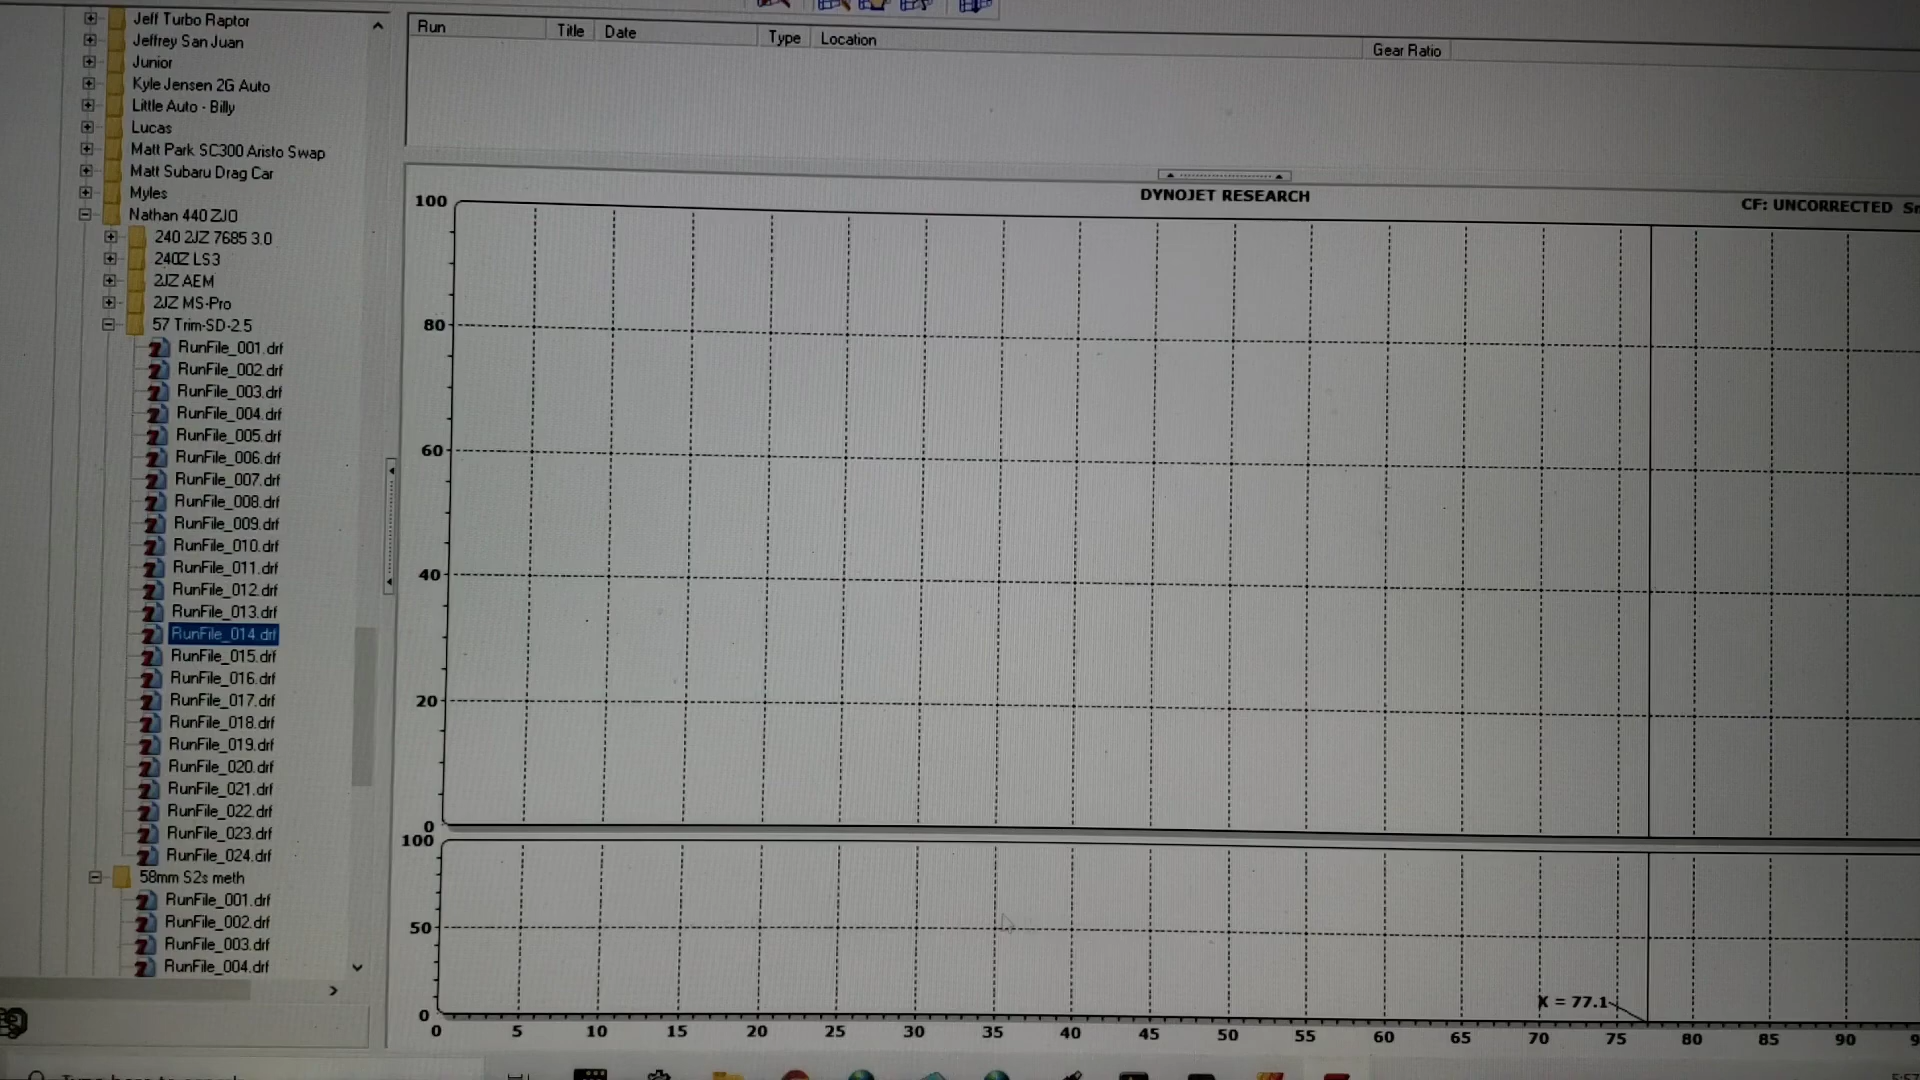 Jeff Turbo Raptor
Jeffrey San Juan
Junior
Kyle Jensen 2G Auto
Little Auto - Billy
Lucas
Matt Park SC300 Aristo Swap
Matt Subaru Drag Car
Myles
Nathan 440 ZJO
240 2JZ 7685 3.0
240Z LS3
2JZ AEM
2JZ MS-Pro
57 Trim-SD-2.5
RunFile_001.drf
RunFile_002.drf
RunFile_003.drf
RunFile_004.drf
RunFile_005.drf
RunFile_006.drf
RunFile_007.drf
RunFile_008.drf
RunFile_009.drf
RunFile_010.drf
RunFile_011.drf
RunFile_012.drf
RunFile_013.drf
RunFile_014.drf
RunFile_015.drf
RunFile_016.drf
RunFile_017.drf
RunFile_018.drf
RunFile_019.drf
RunFile_020.drf
RunFile_021.drf
RunFile_022.drf
RunFile_023.drf
RunFile_024.drf
58mm S2s meth
RunFile_001.drf
RunFile_002.drf
RunFile_003.drf
RunFile_004.drf
Run Title Date Type Location Gear Ratio
DYNOJET RESEARCH
CF: UNCORRECTED
100
80
60
40
20
0
100
50
0
X = 77.1
0 5 10 15 20 25 30 35 40 45 50 55 60 65 70 75 80 85 90